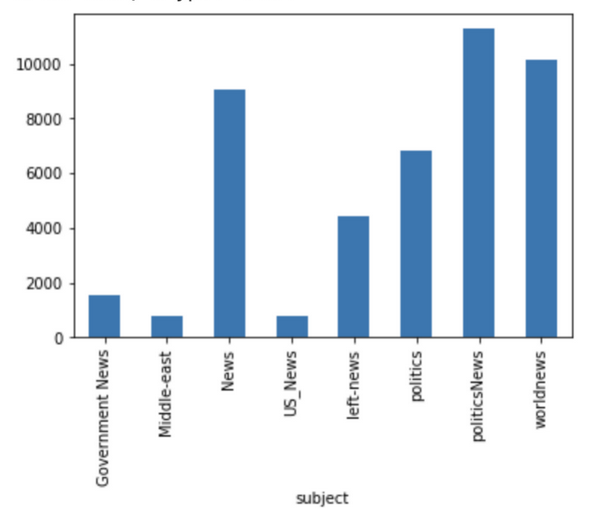 10000
8000
6000
4000
2000
0
Government News
Middle-east
News
US_News
left-news
politics
politicsNews
worldnews
subject